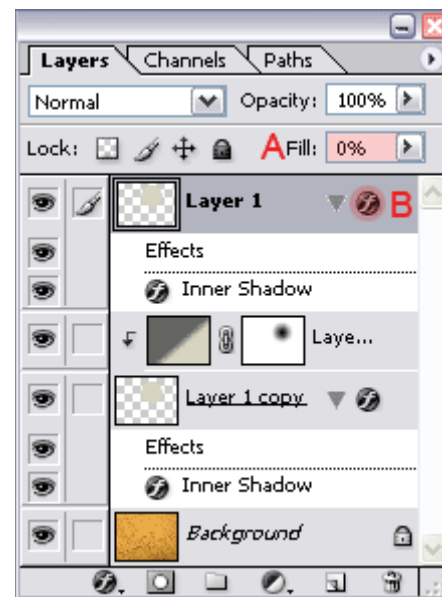 Layers Channels Paths
Normal Opacity: 100%
Lock: A Fill: 0%
Layer 1 B
Effects
Inner Shadow
Laye...
Layer 1 copy
Effects
Inner Shadow
Background